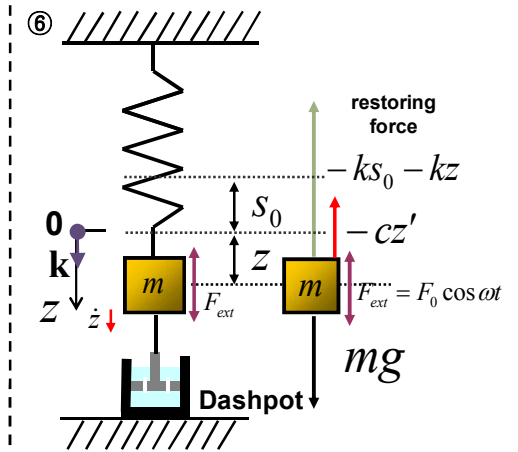 ⑥
restoring
force
−ks₀ − kz
s₀
0
−cz′
k
z
m
m
z
ż
F_ext
F_ext = F₀ cos ωt
mg
Dashpot